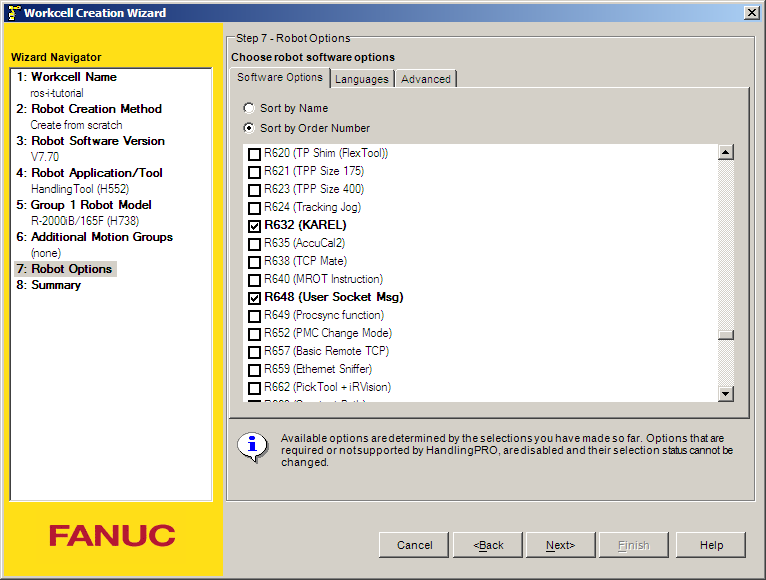 Workcell Creation Wizard
Wizard Navigator
1: Workcell Name
ros-i-tutorial
2: Robot Creation Method
Create from scratch
3: Robot Software Version
V7.70
4: Robot Application/Tool
HandlingTool (H552)
5: Group 1 Robot Model
R-2000iB/165F (H738)
6: Additional Motion Groups
(none)
7: Robot Options
8: Summary
FANUC
Step 7 - Robot Options
Choose robot software options
Software Options
Languages
Advanced
Sort by Name
Sort by Order Number
R620 (TP Shim (FlexTool))
R621 (TPP Size 175)
R623 (TPP Size 400)
R624 (Tracking Jog)
R632 (KAREL)
R635 (AccuCal2)
R638 (TCP Mate)
R640 (MROT Instruction)
R648 (User Socket Msg)
R649 (Procsync function)
R652 (PMC Change Mode)
R657 (Basic Remote TCP)
R659 (Ethernet Sniffer)
R662 (PickTool + iRVision)
Available options are determined by the selections you have made so far. Options that are
required or not supported by HandlingPRO, are disabled and their selection status cannot be
changed.
Cancel
<Back
Next>
Finish
Help